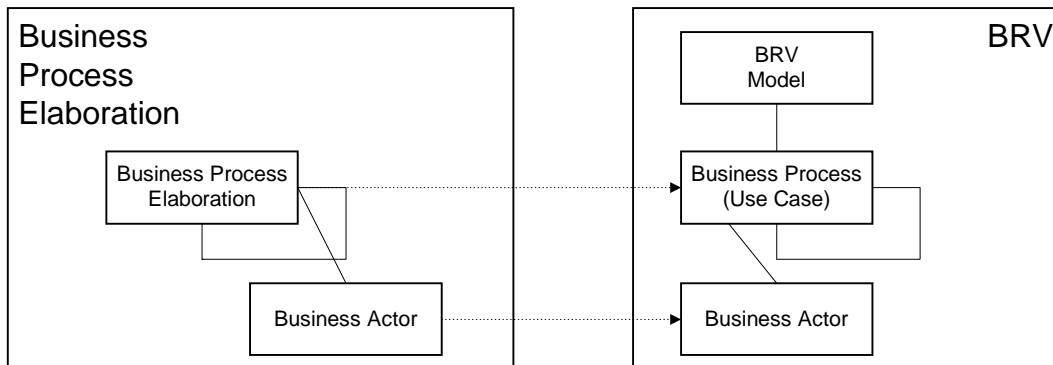 Business
Process
Elaboration
Business Process
Elaboration
Business Actor
BRV
BRV
Model
Business Process
(Use Case)
Business Actor